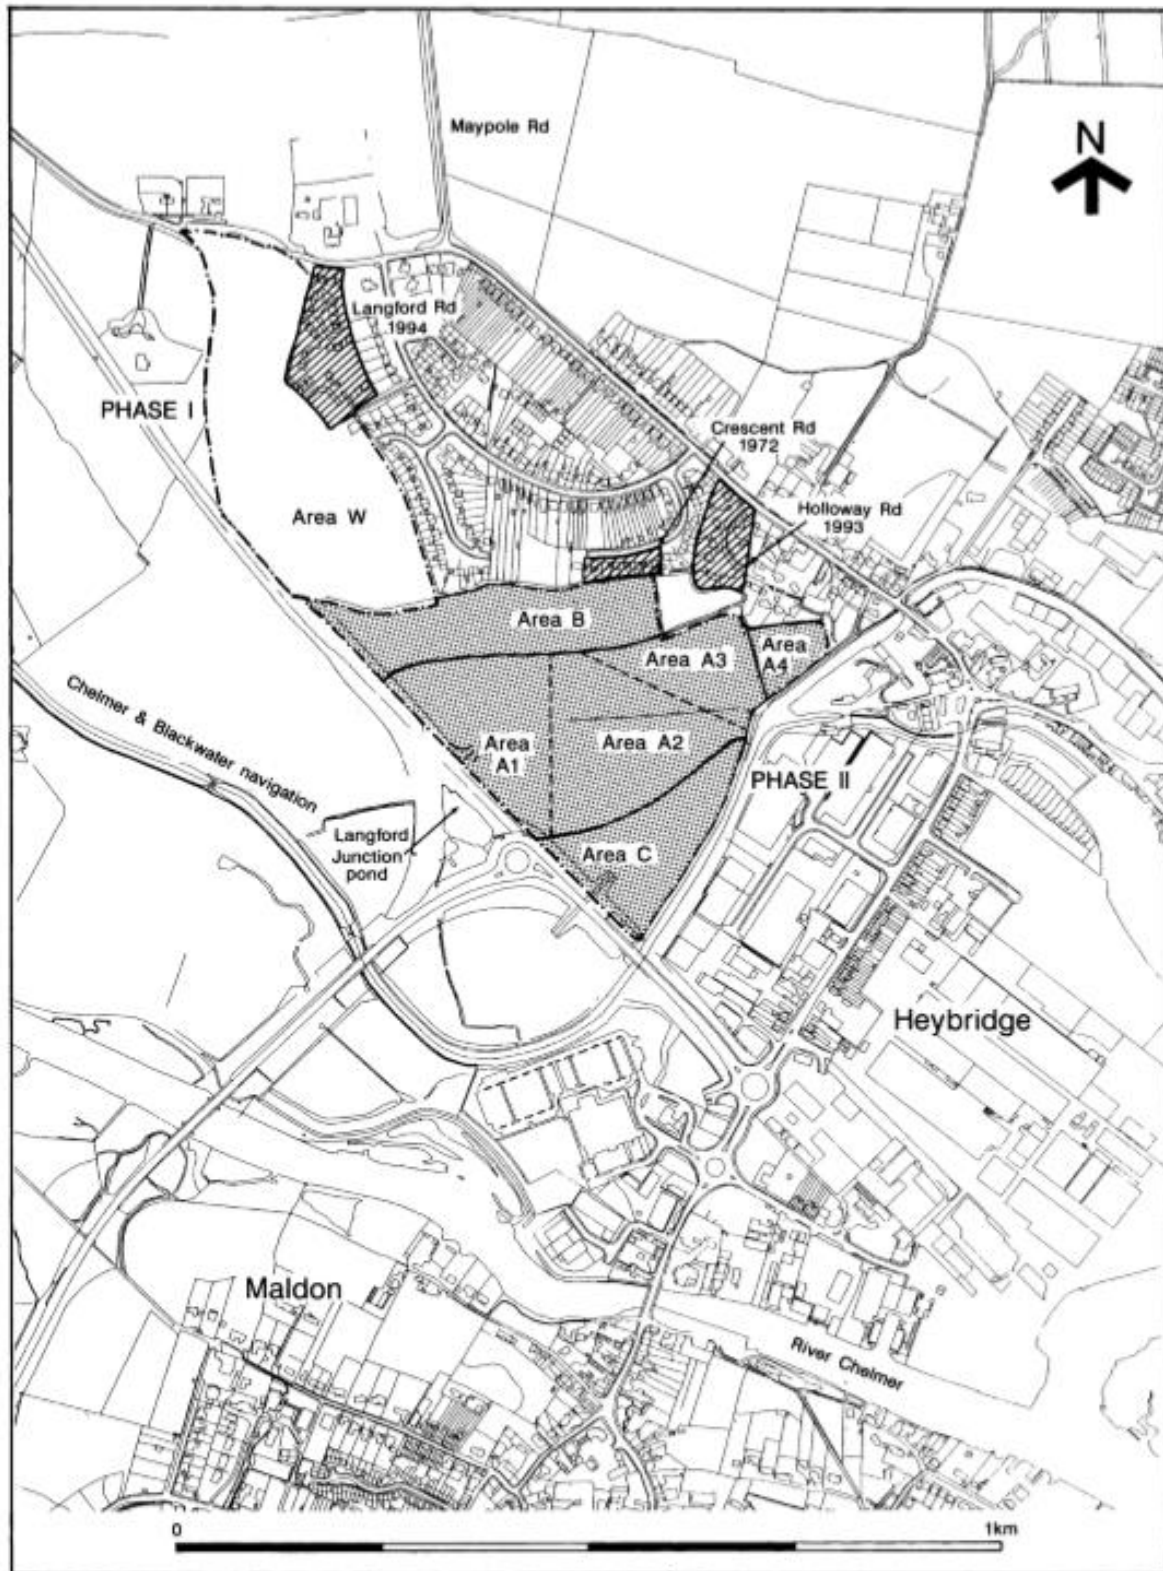 Maypole Rd
N
Langford Rd
1994
PHASE I
Crescent Rd
1972
Holloway Rd
1993
Area W
Area B
Area A3
Area
A4
Chelmer & Blackwater navigation
Area
A1
Area A2
PHASE II
Langford
Junction
pond
Area C
Heybridge
Maldon
River Chelmer
0
1km